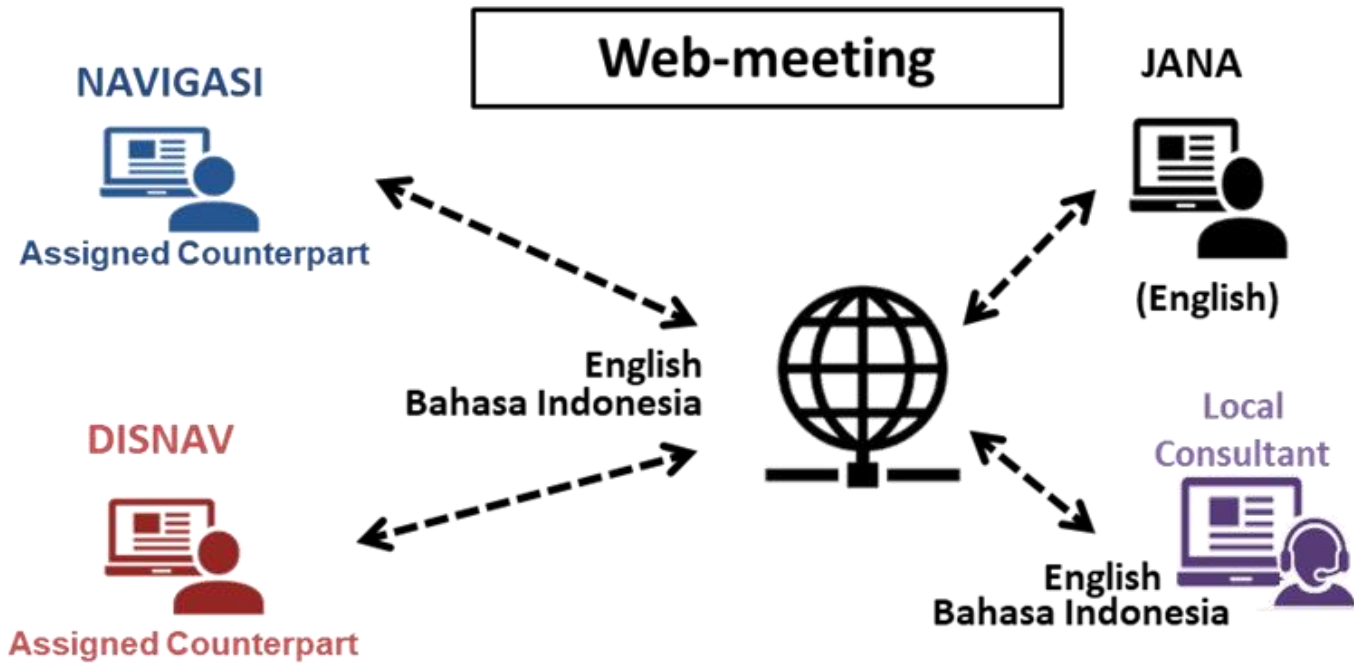 Web-meeting
NAVIGASI
Assigned Counterpart
JANA
(English)
English
Bahasa Indonesia
DISNAV
Assigned Counterpart
Local
Consultant
English
Bahasa Indonesia